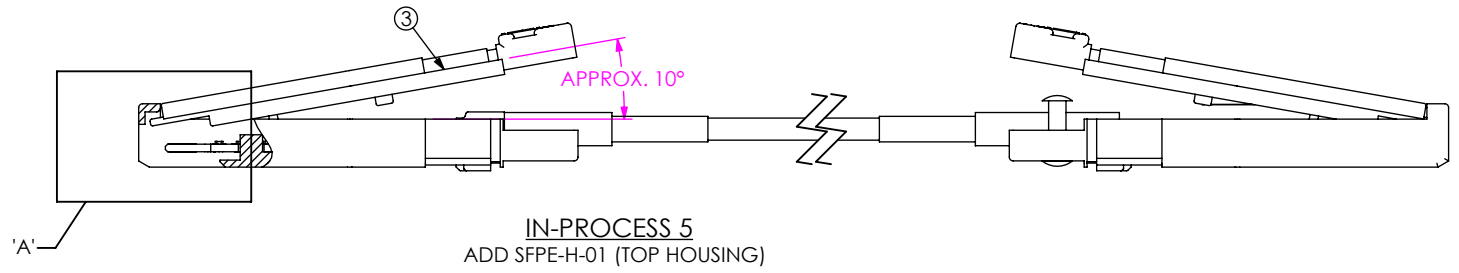 3
APPROX. 10°
'A'
IN-PROCESS 5
ADD SFPE-H-01 (TOP HOUSING)